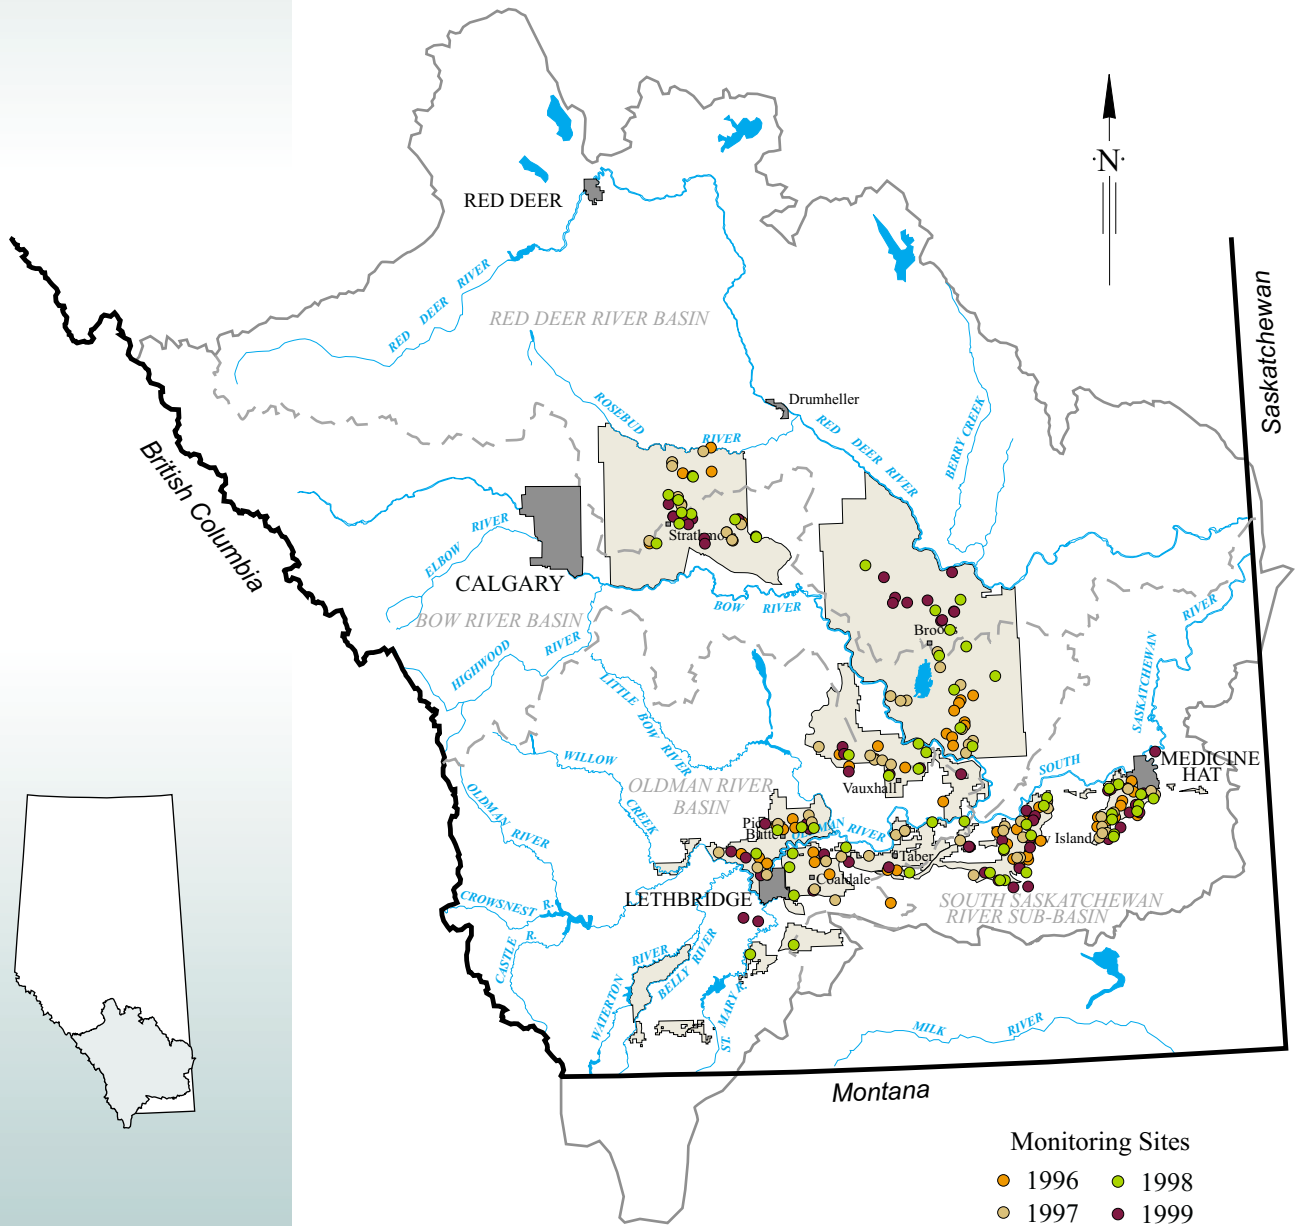 N
RED DEER
RED DEER RIVER
RED DEER RIVER BASIN
Saskatchewan
Drumheller
ROSEBUD RIVER
RED DEER RIVER
BERRY CREEK
British Columbia
ELBOW RIVER
CALGARY
BOW RIVER
BOW RIVER BASIN
HIGHWOOD RIVER
LITTLE BOW RIVER
SOUTH SASKATCHEWAN RIVER
MEDICINE
HAT
WILLOW CREEK
OLDMAN RIVER
BASIN
Vauxhall
OLDMAN RIVER
OLDMAN RIVER
Taber
Coaldale
LETHBRIDGE
CROWSNEST R.
CASTLE R.
SOUTH SASKATCHEWAN
RIVER SUB-BASIN
WATERTON RIVER
BELLY RIVER
ST. MARY R.
MILK RIVER
Montana
Monitoring Sites
1996
1998
1997
1999